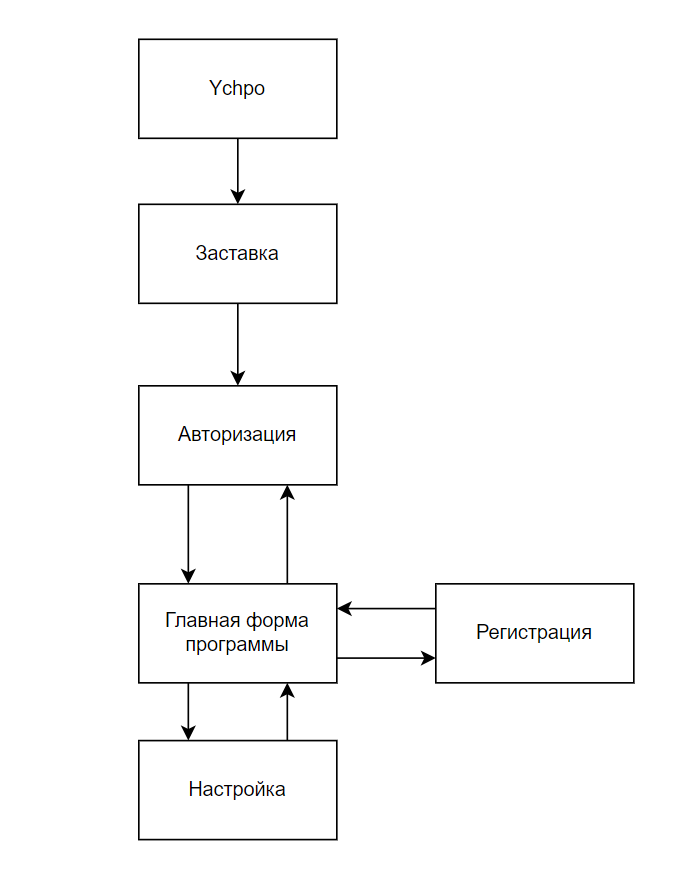 Ychpo
Заставка
Авторизация
Главная форма
программы
Регистрация
Настройка